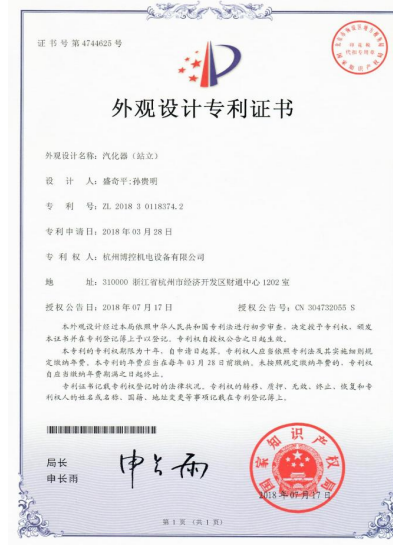 证书号第4744625号
外观设计专利证书
外观设计名称：汽化器（站立）
设 计 人：盛奇平;孙贵明
专 利 号：ZL 2018 3 0118374.2
专利申请日：2018年03月28日
专 利 权 人：杭州博控机电设备有限公司
地 址：310000 浙江省杭州市经济开发区财通中心1202室
授权公告日：2018年07月17日 授权公告号：CN 304732055 S
本外观设计经过本局依照中华人民共和国专利法进行初步审查，决定授予专利权，颁发
本证书并在专利登记簿上予以登记。专利权自授权公告之日起生效。
本专利的专利权期限为十年，自申请日起算。专利权人应当依照专利法及其实施细则规
定缴纳年费。本专利的年费应当在每年03月28日前缴纳。未按照规定缴纳年费的，专利权
自应当缴纳年费期满之日起终止。
专利证书记载专利权登记时的法律状况。专利权的转移、质押、无效、终止、恢复和专
利权人的姓名或名称、国籍、地址变更等事项记载在专利登记簿上。
局长
申长雨
申长雨
国家知识产权局
2018年07月17日
第1页（共1页）